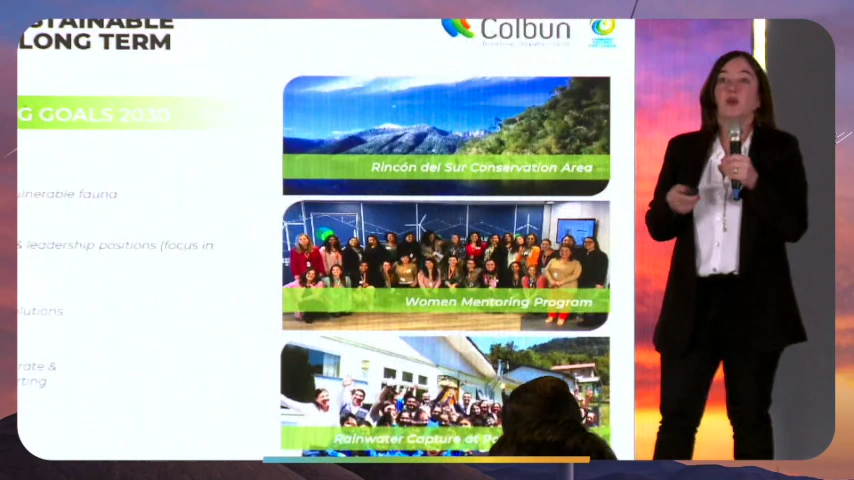 STAINABLE
LONG TERM
Colbun
G GOALS 2030
ulnerable fauna
& leadership positions (focus in
lutions
rate &
rting
Rincón del Sur Conservation Area
Women Mentoring Program
Rainwater Capture at